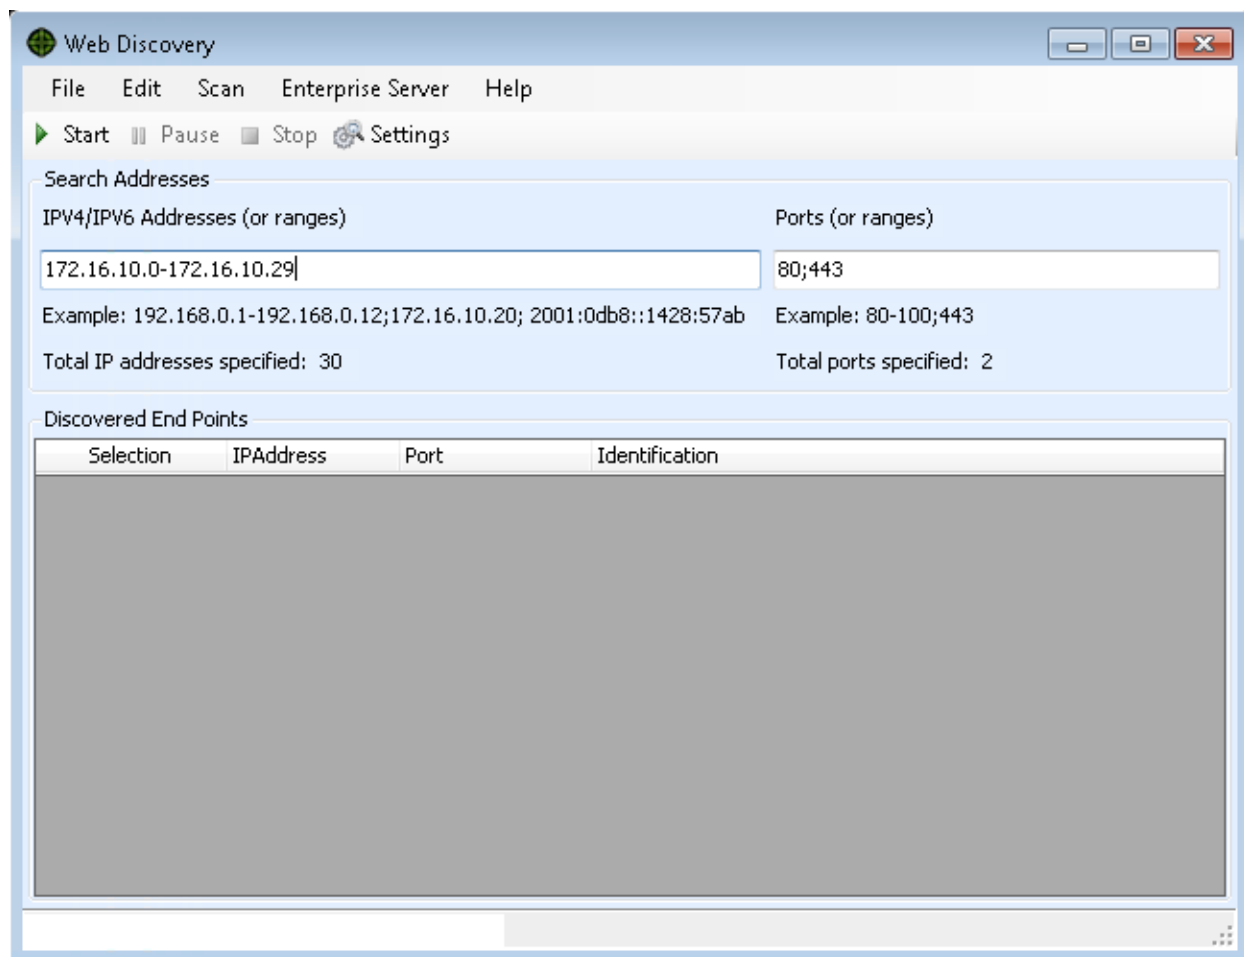 Web Discovery
File Edit Scan Enterprise Server Help
Start Pause Stop Settings
Search Addresses
IPV4/IPV6 Addresses (or ranges) Ports (or ranges)
172.16.10.0-172.16.10.29 80;443
Example: 192.168.0.1-192.168.0.12;172.16.10.20; 2001:0db8::1428:57ab Example: 80-100;443
Total IP addresses specified: 30 Total ports specified: 2
Discovered End Points
Selection IPAddress Port Identification